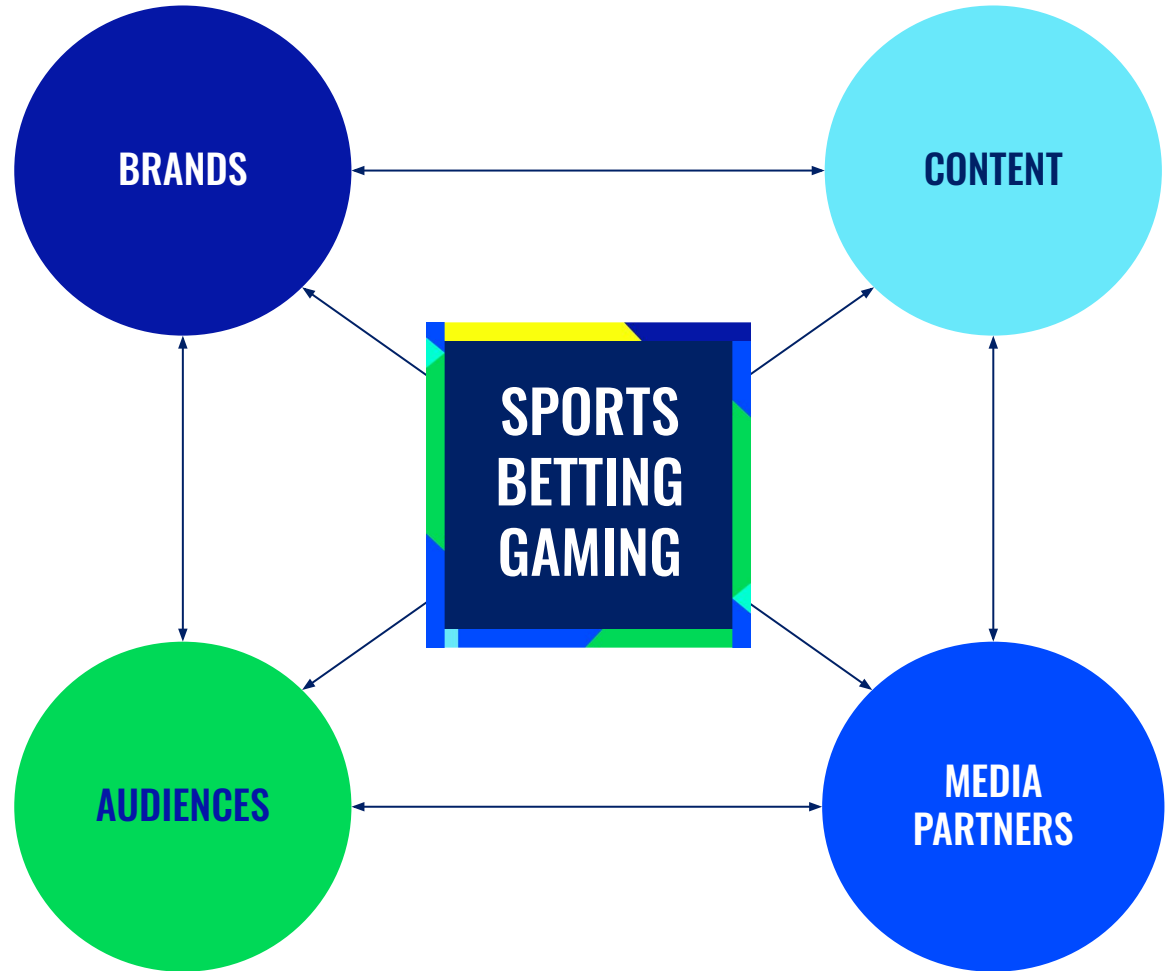 BRANDS
CONTENT
SPORTS
BETTING
GAMING
AUDIENCES
MEDIA
PARTNERS